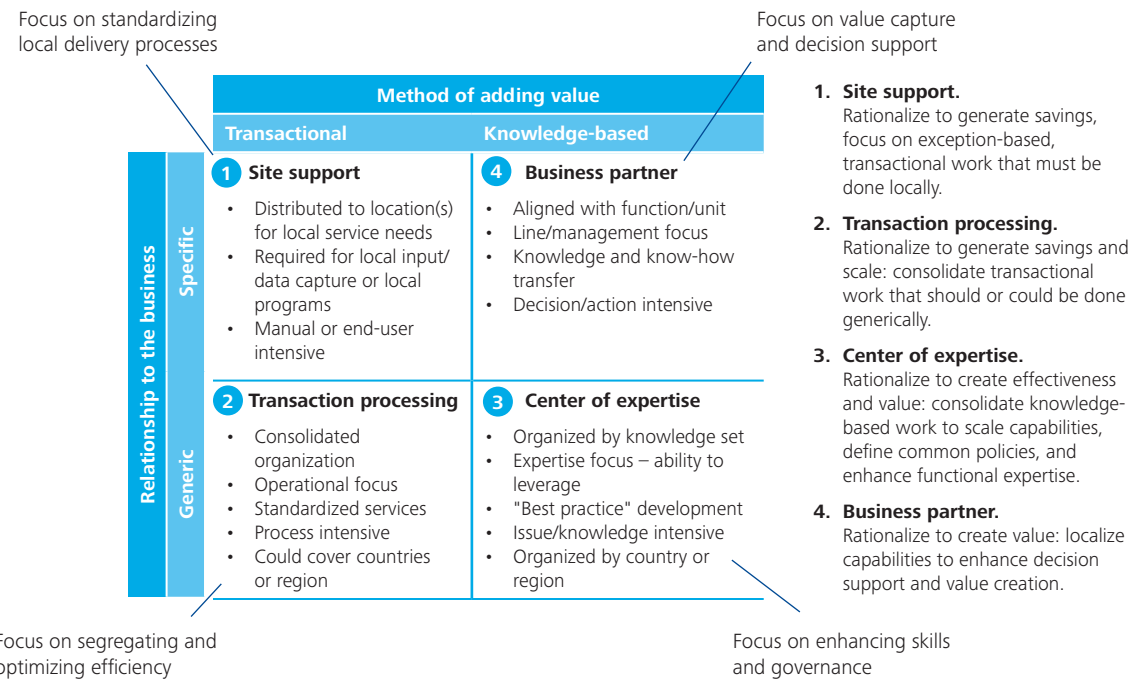 Focus on standardizing
local delivery processes
Focus on value capture
and decision support
Method of adding value
Transactional
Knowledge-based
Relationship to the business
Specific
Generic
1 Site support
• Distributed to location(s)
for local service needs
• Required for local input/
data capture or local
programs
• Manual or end-user
intensive
4 Business partner
• Aligned with function/unit
• Line/management focus
• Knowledge and know-how
transfer
• Decision/action intensive
2 Transaction processing
• Consolidated
organization
• Operational focus
• Standardized services
• Process intensive
• Could cover countries
or region
3 Center of expertise
• Organized by knowledge set
• Expertise focus – ability to
leverage
• "Best practice" development
• Issue/knowledge intensive
• Organized by country or
region
Focus on segregating and
optimizing efficiency
Focus on enhancing skills
and governance
1. Site support.
Rationalize to generate savings,
focus on exception-based,
transactional work that must be
done locally.
2. Transaction processing.
Rationalize to generate savings and
scale: consolidate transactional
work that should or could be done
generically.
3. Center of expertise.
Rationalize to create effectiveness
and value: consolidate knowledge-
based work to scale capabilities,
define common policies, and
enhance functional expertise.
4. Business partner.
Rationalize to create value: localize
capabilities to enhance decision
support and value creation.